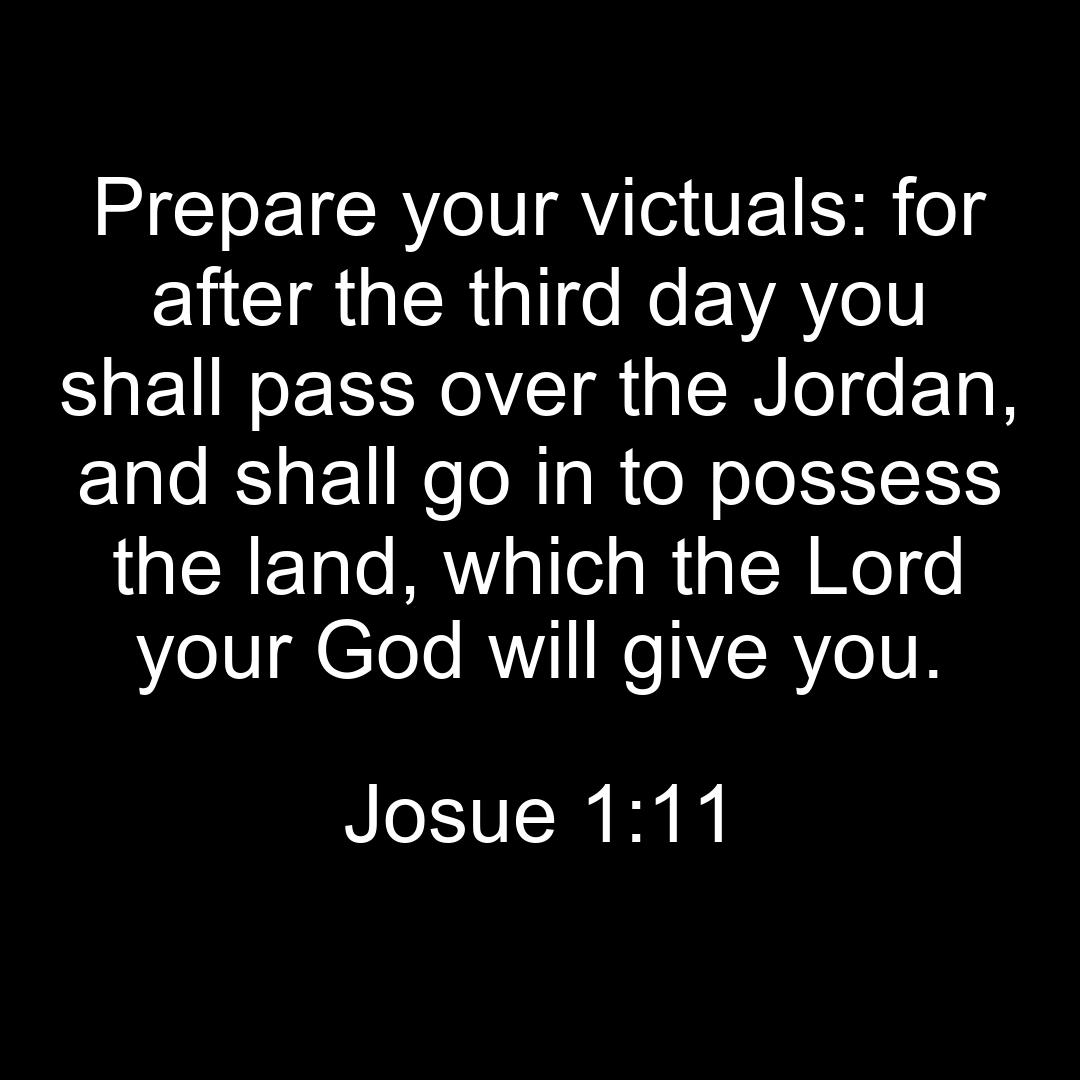 Prepare your victuals: for
after the third day you
shall pass over the Jordan,
and shall go in to possess
the land, which the Lord
your God will give you.
Josue 1:11